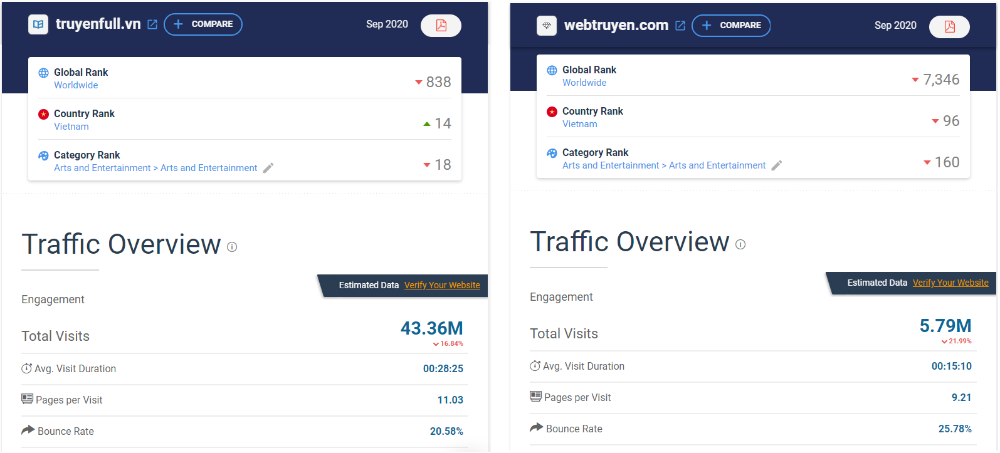 truyenfull.vn
COMPARE
Sep 2020
Global Rank
Worldwide
838
Country Rank
Vietnam
14
Category Rank
Arts and Entertainment > Arts and Entertainment
18
Traffic Overview
Estimated Data Verify Your Website
Engagement
Total Visits
43.36M
16.84%
Avg. Visit Duration
00:28:25
Pages per Visit
11.03
Bounce Rate
20.58%
webtruyen.com
COMPARE
Sep 2020
Global Rank
Worldwide
7,346
Country Rank
Vietnam
96
Category Rank
Arts and Entertainment > Arts and Entertainment
160
Traffic Overview
Estimated Data Verify Your Website
Engagement
Total Visits
5.79M
21.99%
Avg. Visit Duration
00:15:10
Pages per Visit
9.21
Bounce Rate
25.78%